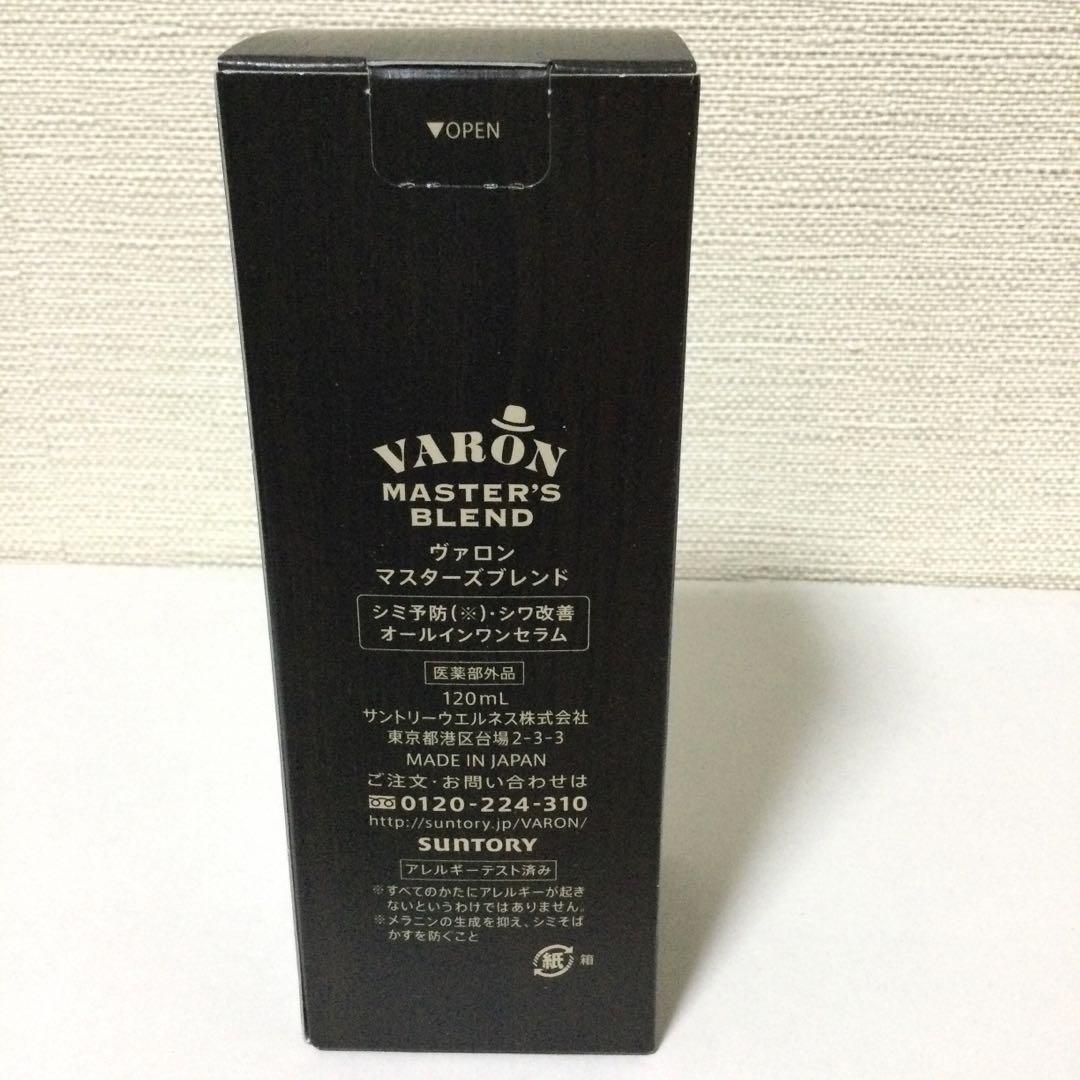 ▼OPEN
VARON
MASTER'S
BLEND
ヴァロン
マスターズブレンド
シミ予防(※)・シワ改善
オールインワンセラム
医薬部外品
120mL
サントリーウエルネス株式会社
東京都港区台場2-3-3
MADE IN JAPAN
ご注文・お問い合わせは
0120-224-310
http://suntory.jp/VARON/
SUNTORY
アレルギーテスト済み
※すべてのかたにアレルギーが起き
ないというわけではありません。
※メラニンの生成を抑え、シミそば
かすを防ぐこと
紙 箱